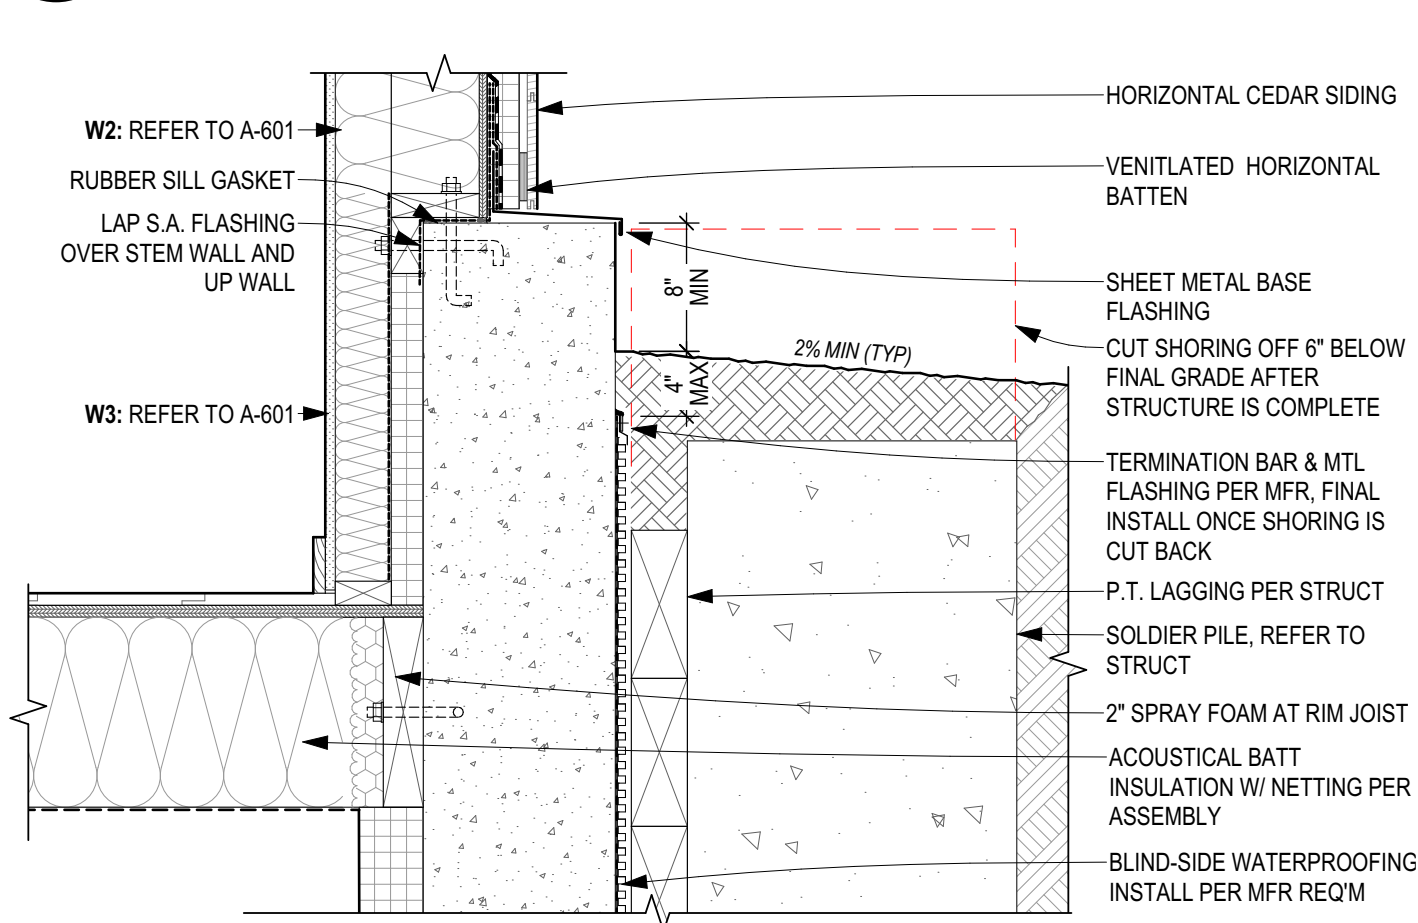 W2: REFER TO A-601
RUBBER SILL GASKET
LAP S.A. FLASHING
OVER STEM WALL AND
UP WALL
W3: REFER TO A-601
8"
MIN
4"
MAX
2% MIN (TYP)
HORIZONTAL CEDAR SIDING
VENITLATED HORIZONTAL
BATTEN
SHEET METAL BASE
FLASHING
CUT SHORING OFF 6" BELOW
FINAL GRADE AFTER
STRUCTURE IS COMPLETE
TERMINATION BAR & MTL
FLASHING PER MFR, FINAL
INSTALL ONCE SHORING IS
CUT BACK
P.T. LAGGING PER STRUCT
SOLDIER PILE, REFER TO
STRUCT
2" SPRAY FOAM AT RIM JOIST
ACOUSTICAL BATT
INSULATION W/ NETTING PER
ASSEMBLY
BLIND-SIDE WATERPROOFING
INSTALL PER MFR REQ'M